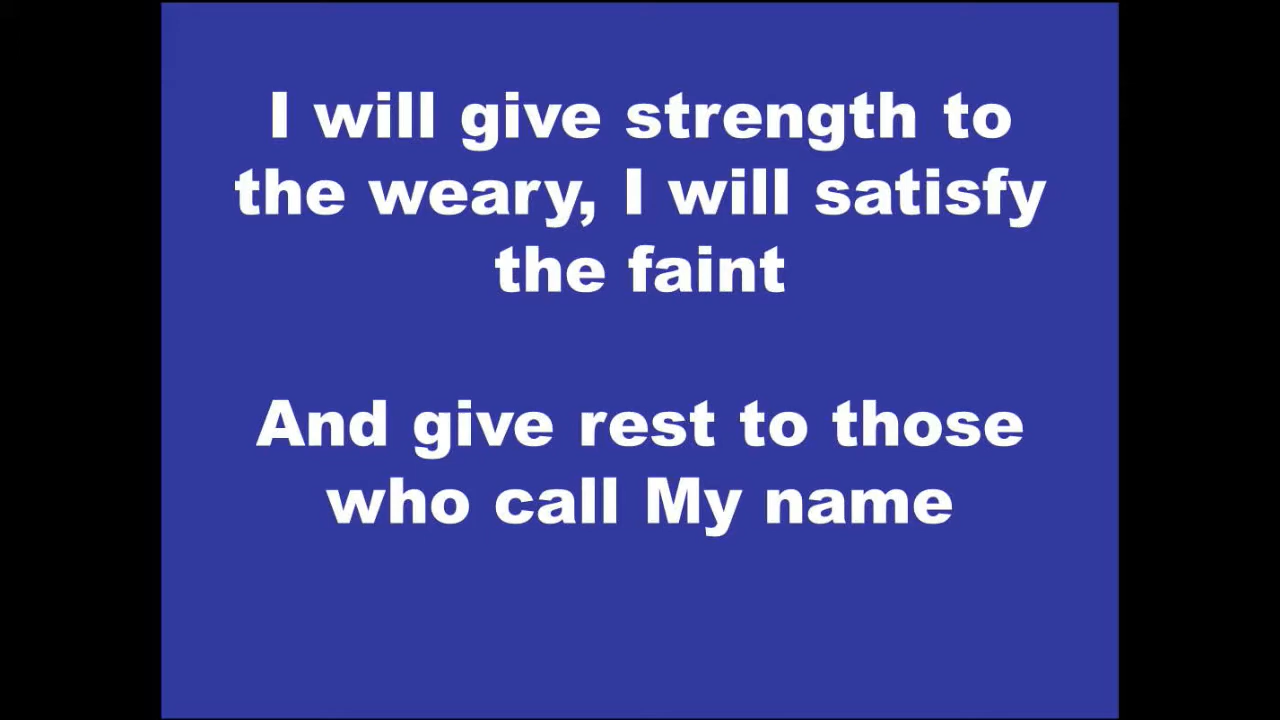 I will give strength to
the weary, I will satisfy
the faint
And give rest to those
who call My name